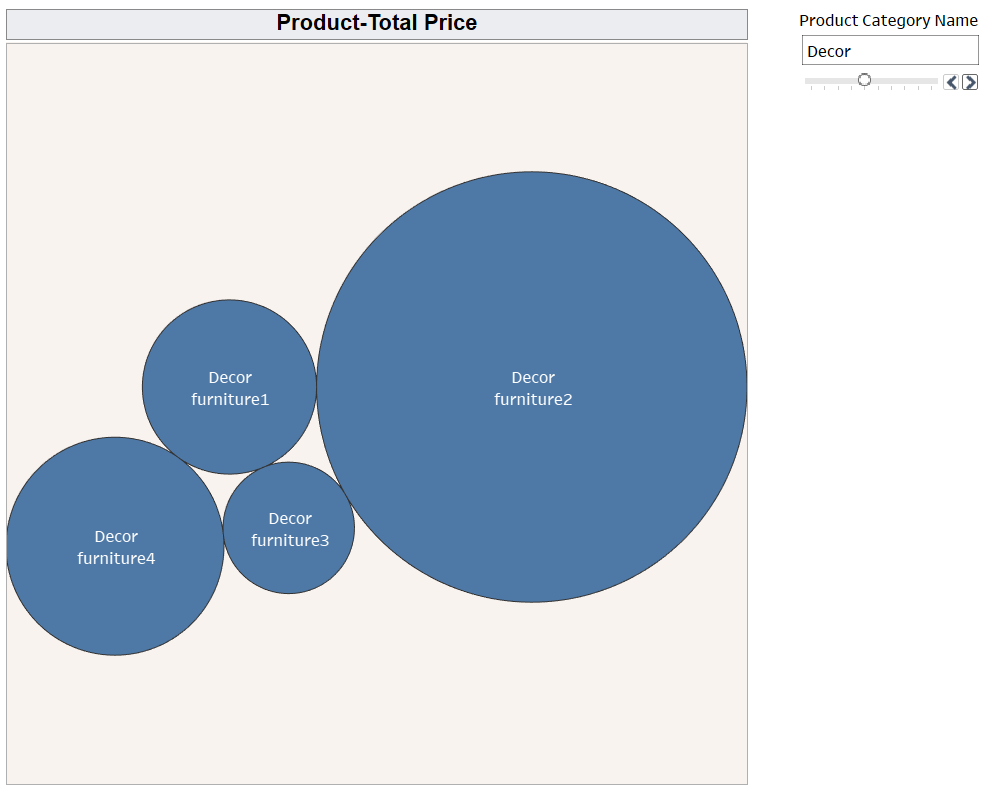 Product-Total Price
Product Category Name
Decor
Decor
furniture1
Decor
furniture2
Decor
furniture3
Decor
furniture4